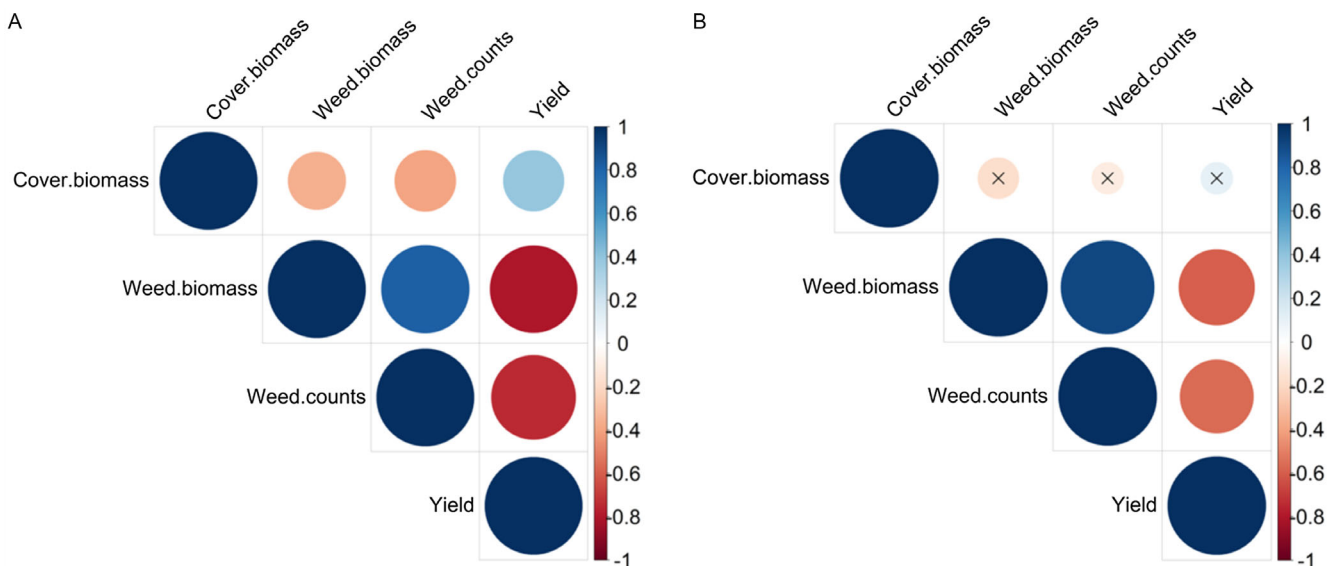 A
Cover.biomass
Weed.biomass
Weed.counts
Yield
Cover.biomass
Weed.biomass
Weed.counts
Yield
1
0.8
0.6
0.4
0.2
0
-0.2
-0.4
-0.6
-0.8
-1
B
Cover.biomass
Weed.biomass
Weed.counts
Yield
Cover.biomass
Weed.biomass
Weed.counts
Yield
1
0.8
0.6
0.4
0.2
0
-0.2
-0.4
-0.6
-0.8
-1